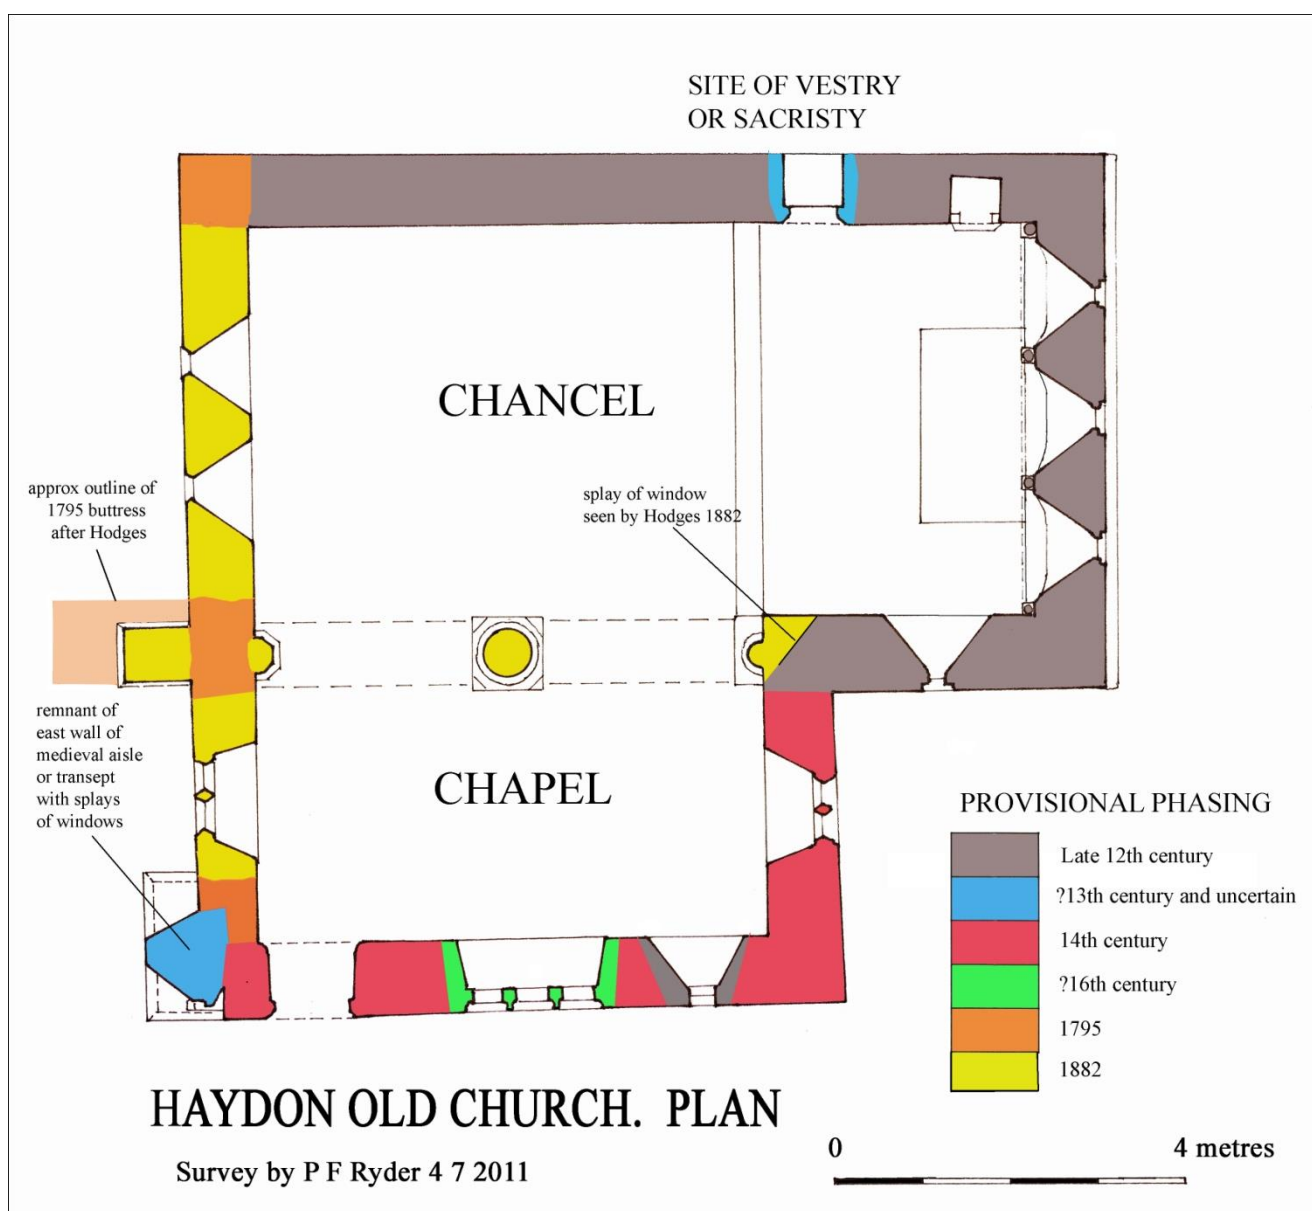 SITE OF VESTRY
OR SACRISTY
CHANCEL
approx outline of
1795 buttress
after Hodges
splay of window
seen by Hodges 1882
remnant of
east wall of
medieval aisle
or transept
with splays
of windows
CHAPEL
PROVISIONAL PHASING
Late 12th century
?13th century and uncertain
14th century
?16th century
1795
1882
HAYDON OLD CHURCH. PLAN
Survey by P F Ryder 4 7 2011
0 4 metres